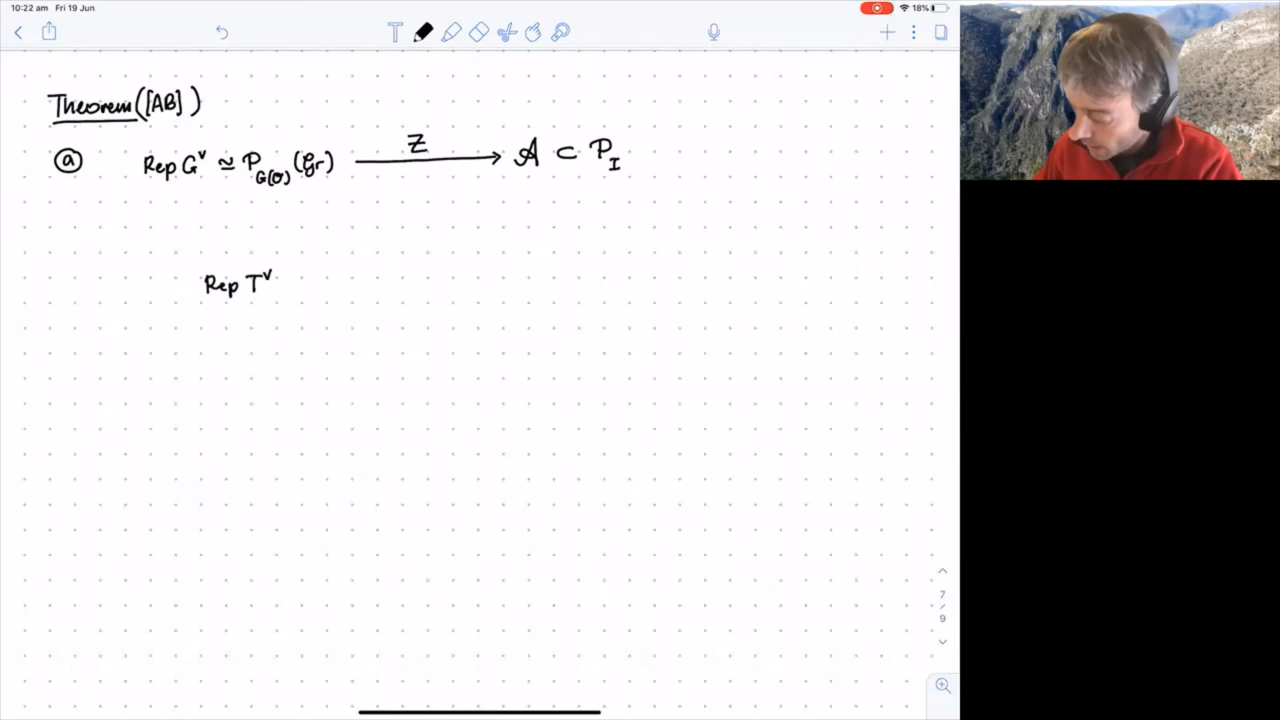 10:22 am Fri 19 Jun
18%
T
Theorem ([AB])
ⓐ Rep G^∨ ≃ P_{G(O)}(Gr) —Z→ 𝒜 ⊂ P_I
Rep T^∨
7
/
9